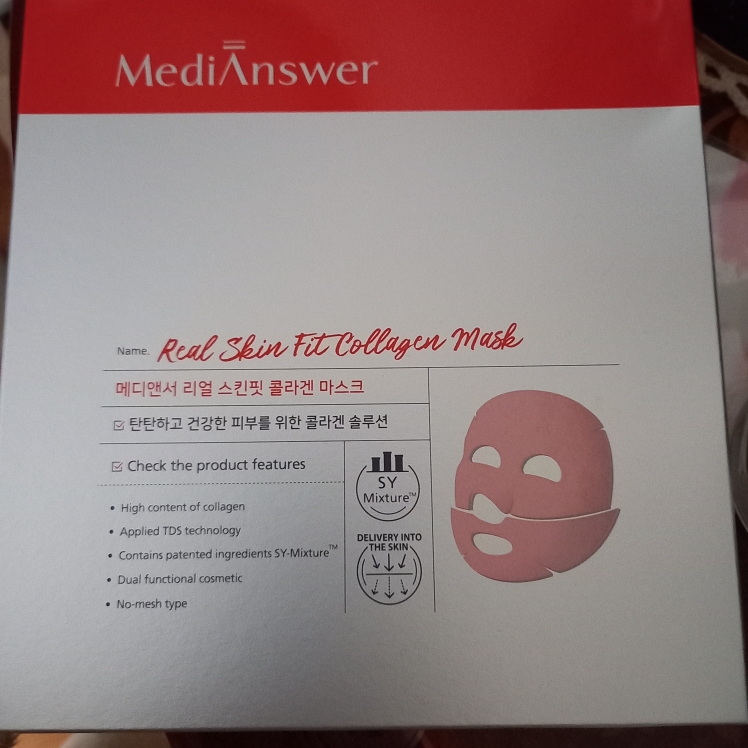 MediAnswer
Name. Real Skin Fit Collagen Mask
메디앤서 리얼 스킨핏 콜라겐 마스크
☑ 탄탄하고 건강한 피부를 위한 콜라겐 솔루션
☑ Check the product features
• High content of collagen
• Applied TDS technology
• Contains patented ingredients SY-Mixture™
• Dual functional cosmetic
• No-mesh type
SY
Mixture™
DELIVERY INTO
THE SKIN